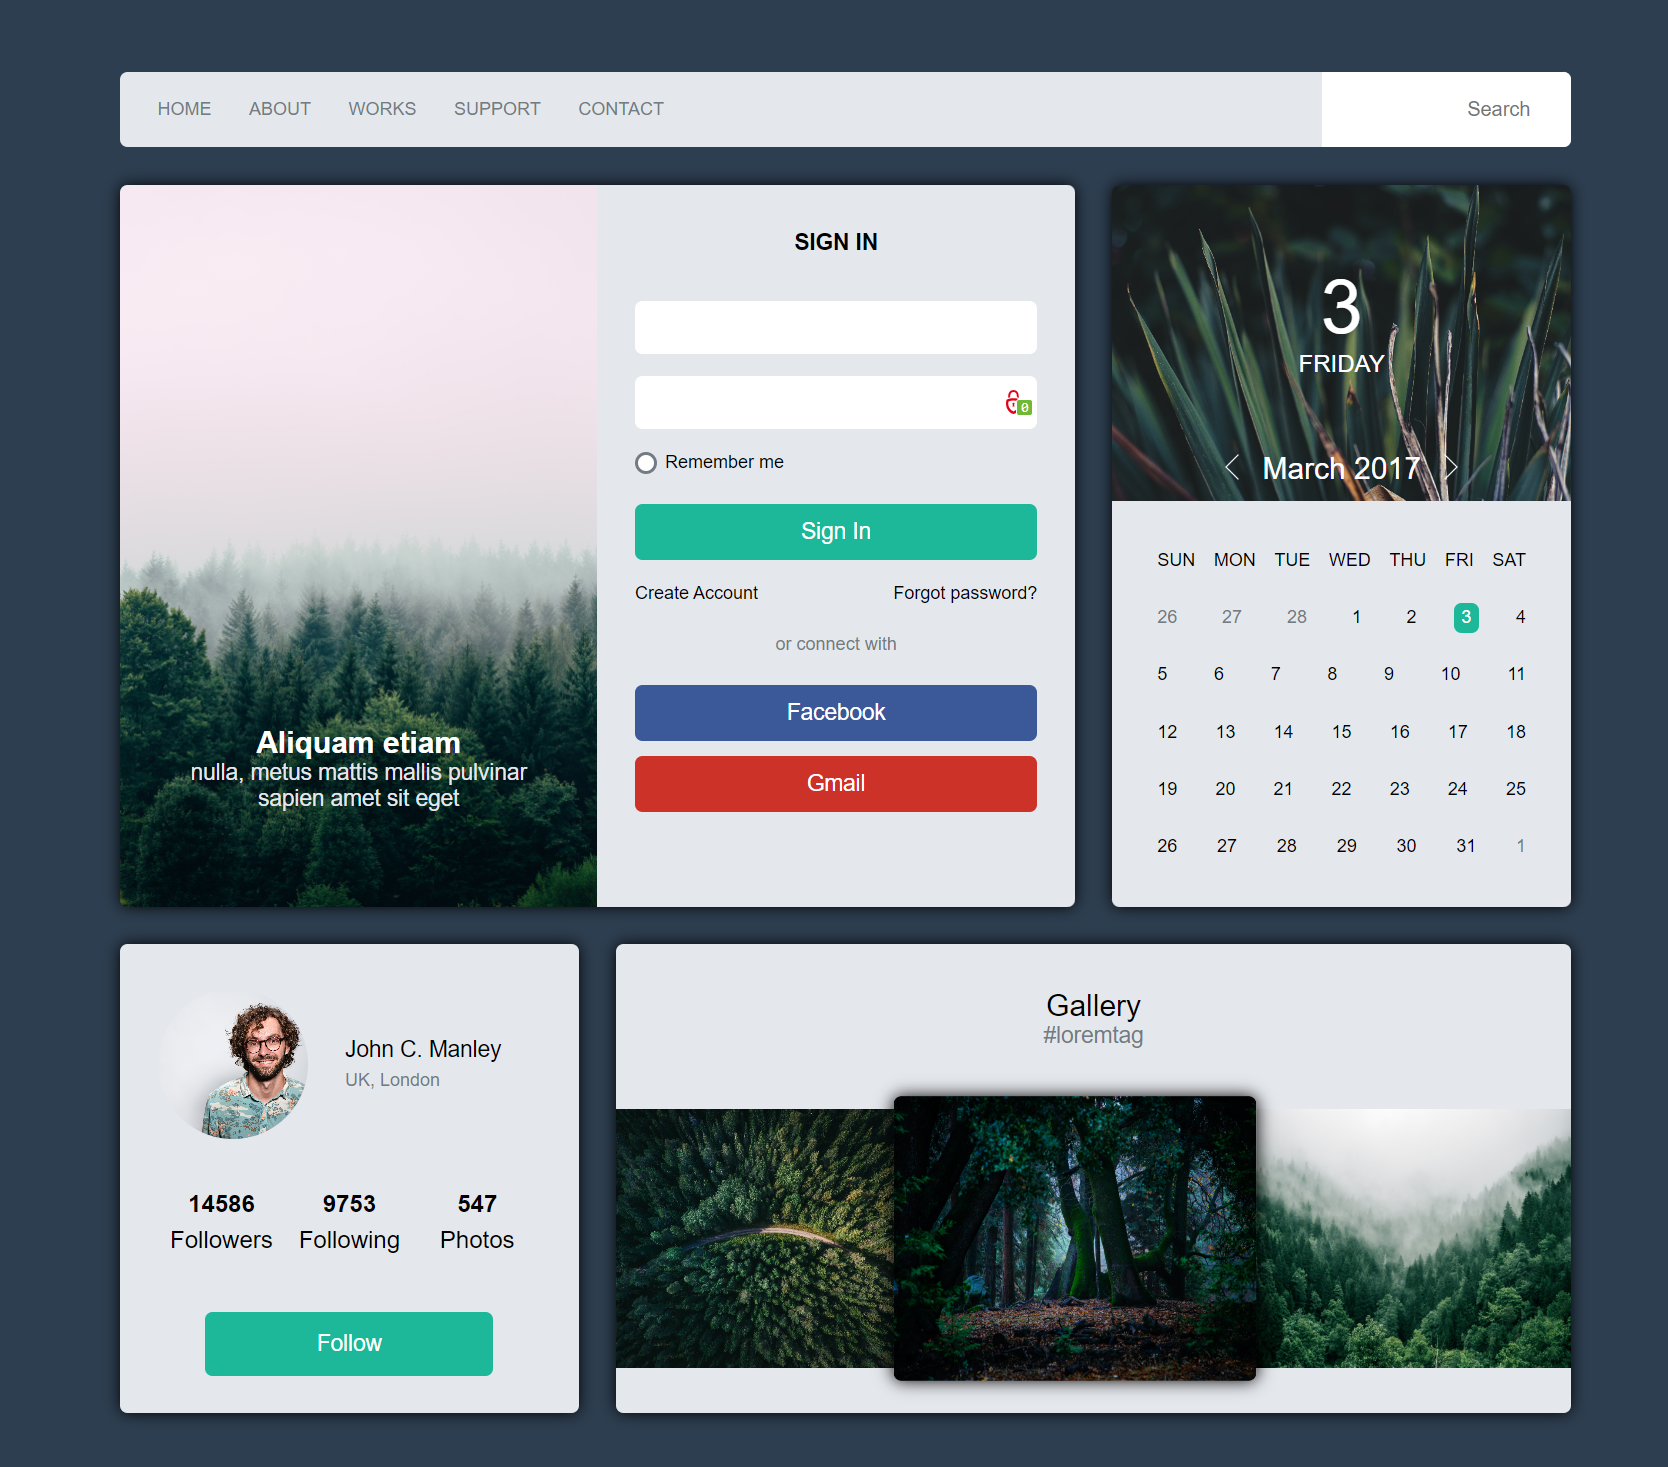 HOME ABOUT WORKS SUPPORT CONTACT Search
SIGN IN
0
Remember me
Sign In
Create Account Forgot password?
or connect with
Facebook
Gmail
Aliquam etiam
nulla, metus mattis mallis pulvinar
sapien amet sit eget
3
FRIDAY
March 2017
SUN MON TUE WED THU FRI SAT
26 27 28 1 2 3 4
5 6 7 8 9 10 11
12 13 14 15 16 17 18
19 20 21 22 23 24 25
26 27 28 29 30 31 1
John C. Manley
UK, London
14586 9753 547
Followers Following Photos
Follow
Gallery
#loremtag